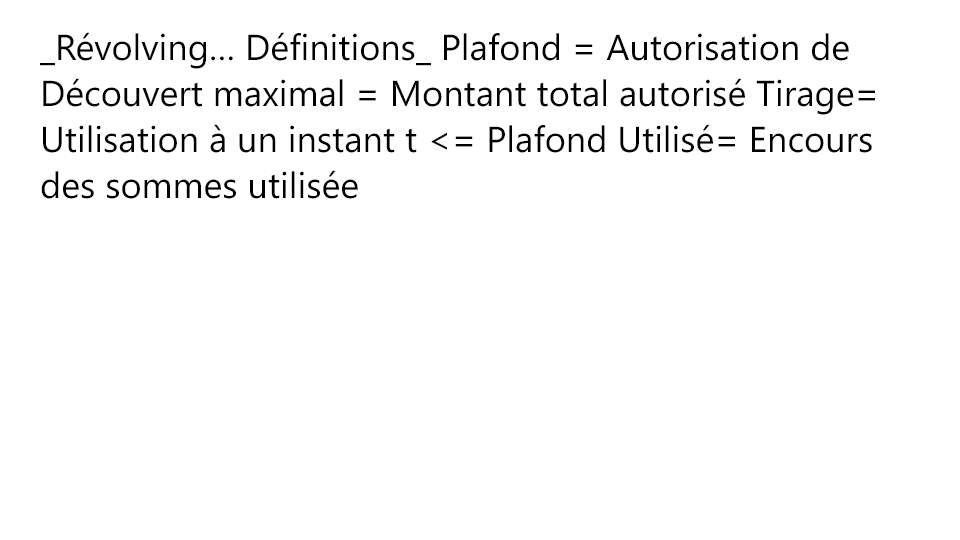 _Révolving... Définitions_ Plafond = Autorisation de
Découvert maximal = Montant total autorisé Tirage=
Utilisation à un instant t <= Plafond Utilisé= Encours
des sommes utilisée